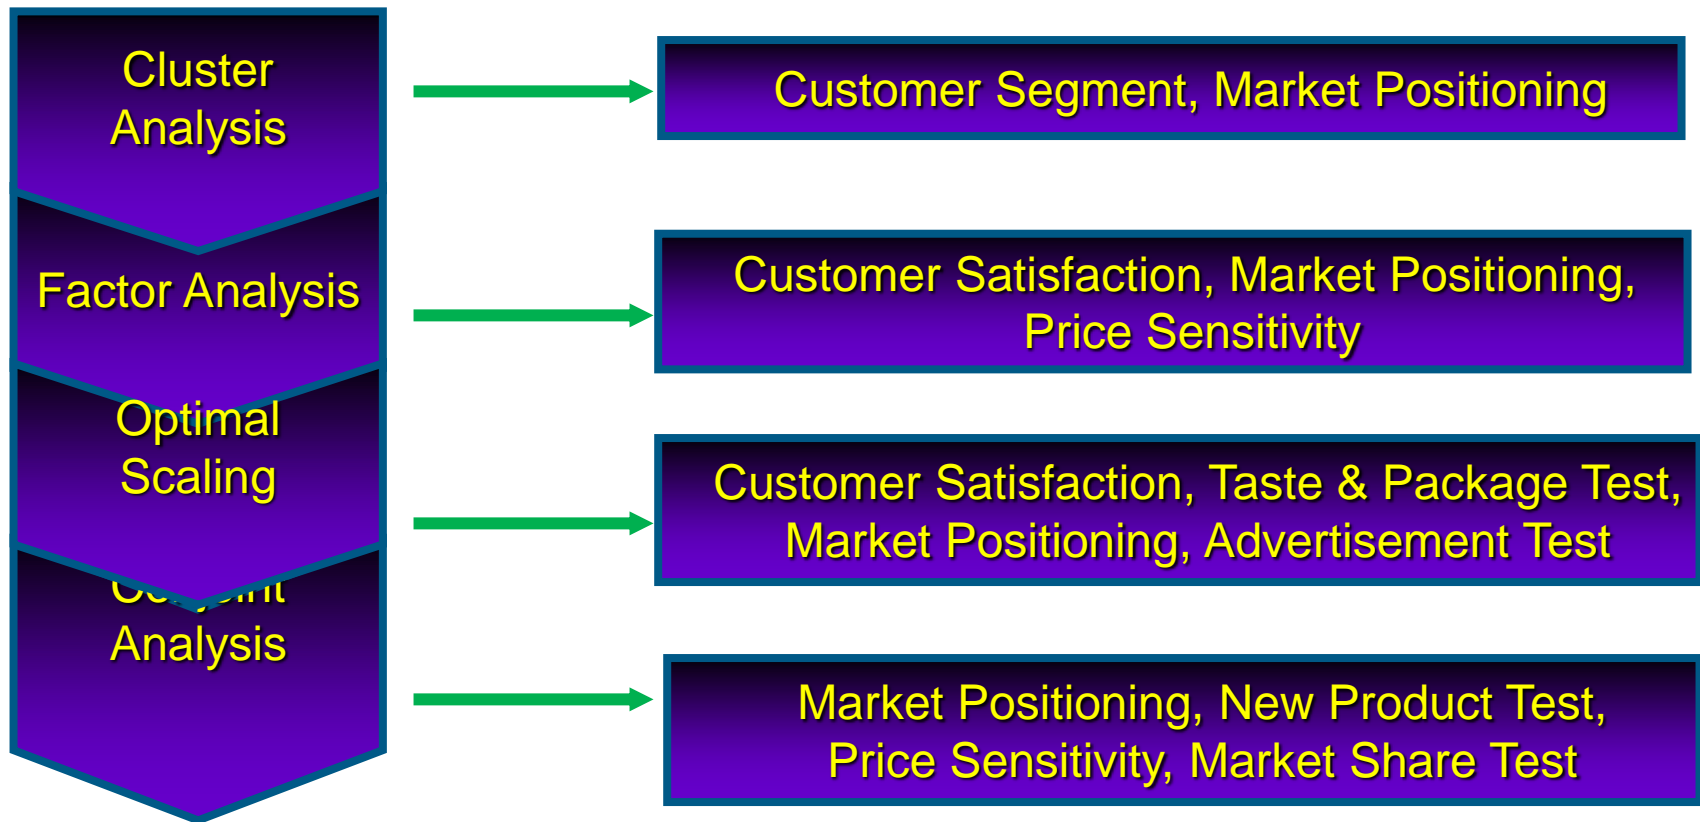 Cluster
Analysis
Customer Segment, Market Positioning
Factor Analysis
Customer Satisfaction, Market Positioning,
Price Sensitivity
Optimal
Scaling
Customer Satisfaction, Taste & Package Test,
Market Positioning, Advertisement Test
Conjoint
Analysis
Market Positioning, New Product Test,
Price Sensitivity, Market Share Test